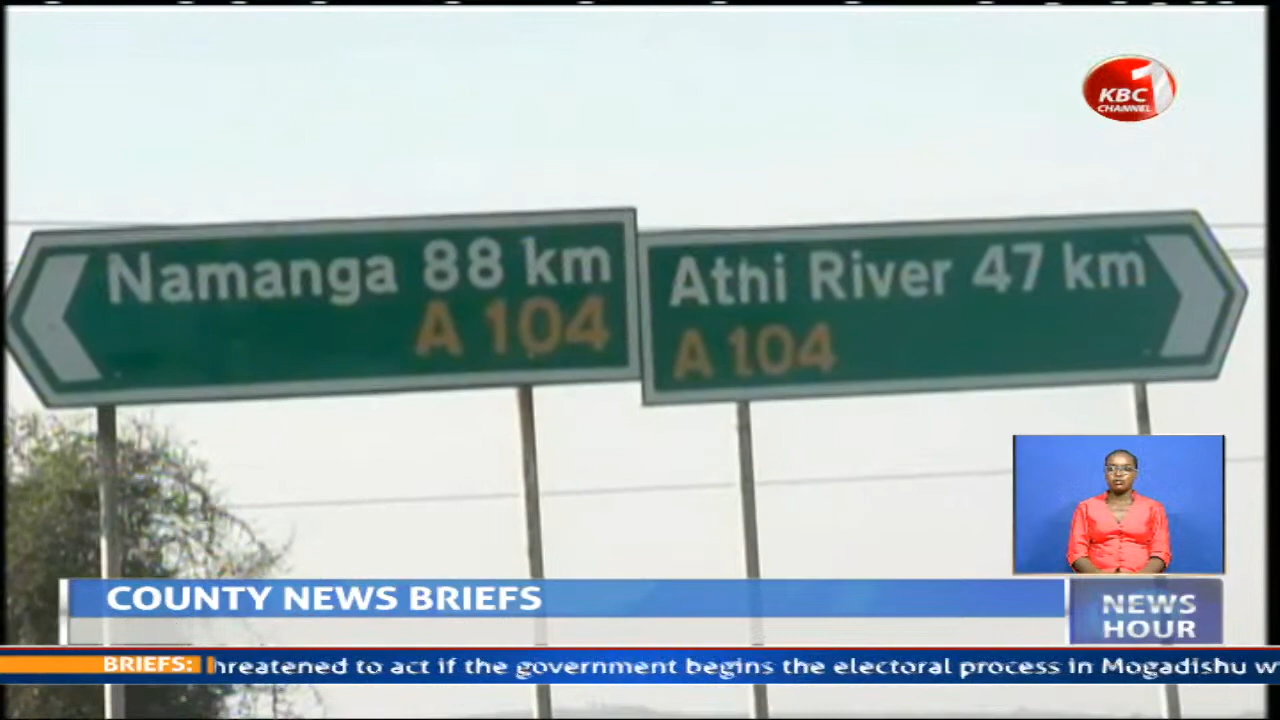 KBC 1
CHANNEL
Namanga 88 km
A 104
Athi River 47 km
A 104
COUNTY NEWS BRIEFS
NEWS
HOUR
BRIEFS: hreatened to act if the government begins the electoral process in Mogadishu w